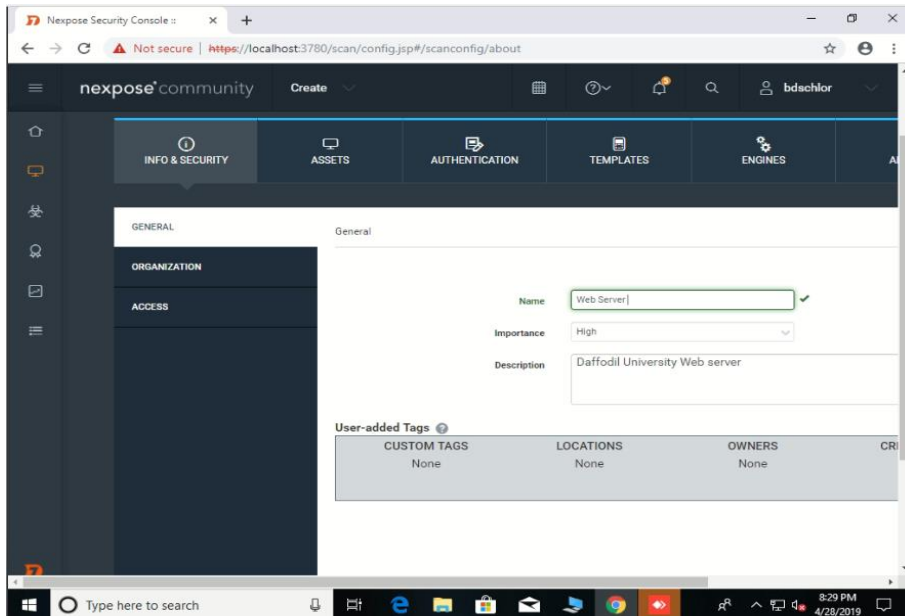 Nexpose Security Console ::
Not secure | https://localhost:3780/scan/config.jsp#/scanconfig/about
nexpose community
Create
bdschlor
INFO & SECURITY
ASSETS
AUTHENTICATION
TEMPLATES
ENGINES
GENERAL
ORGANIZATION
ACCESS
General
Name
Web Server
Importance
High
Description
Daffodil University Web server
User-added Tags
CUSTOM TAGS
LOCATIONS
OWNERS
CRI
None
None
None
Type here to search
8:29 PM
4/28/2019